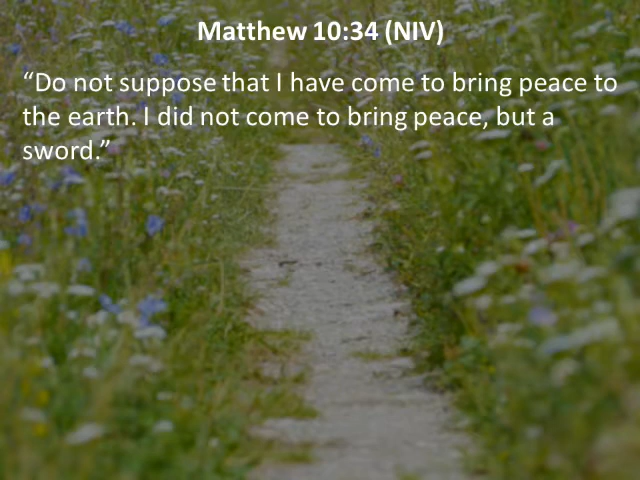 Matthew 10:34 (NIV)
“Do not suppose that I have come to bring peace to
the earth. I did not come to bring peace, but a
sword.”